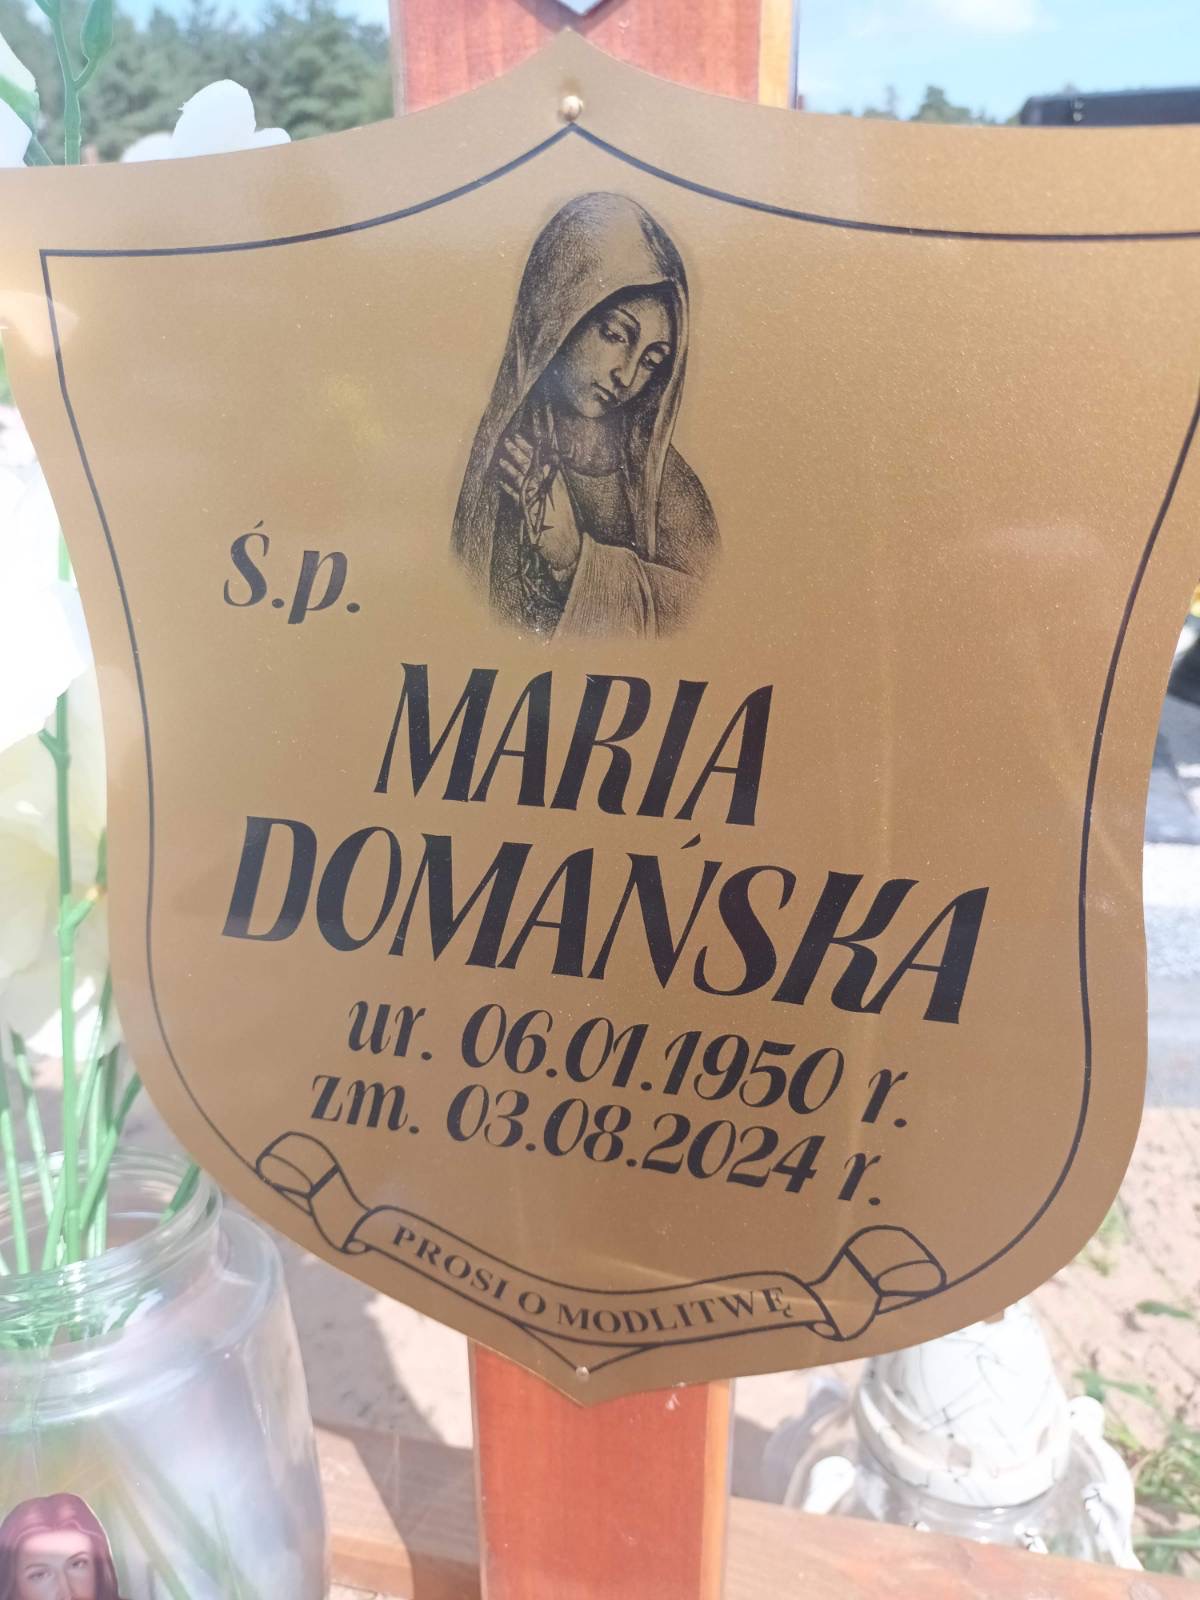 Ś.p.
MARIA
DOMAŃSKA
ur. 06.01.1950 r.
zm. 03.08.2024 r.
PROSI O MODLITWĘ